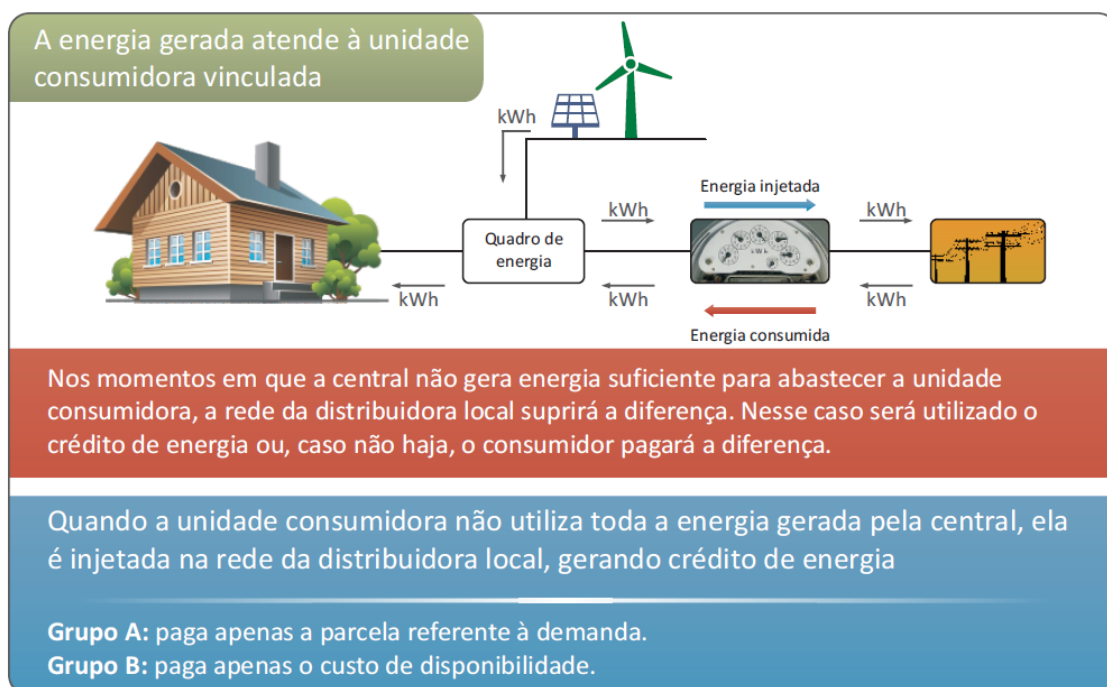 A energia gerada atende à unidade
consumidora vinculada
kWh
Energia injetada
kWh
kWh
Quadro de
energia
kWh
kWh
kWh
kWh
Energia consumida
Nos momentos em que a central não gera energia suficiente para abastecer a unidade
consumidora, a rede da distribuidora local suprirá a diferença. Nesse caso será utilizado o
crédito de energia ou, caso não haja, o consumidor pagará a diferença.
Quando a unidade consumidora não utiliza toda a energia gerada pela central, ela
é injetada na rede da distribuidora local, gerando crédito de energia
Grupo A: paga apenas a parcela referente à demanda.
Grupo B: paga apenas o custo de disponibilidade.